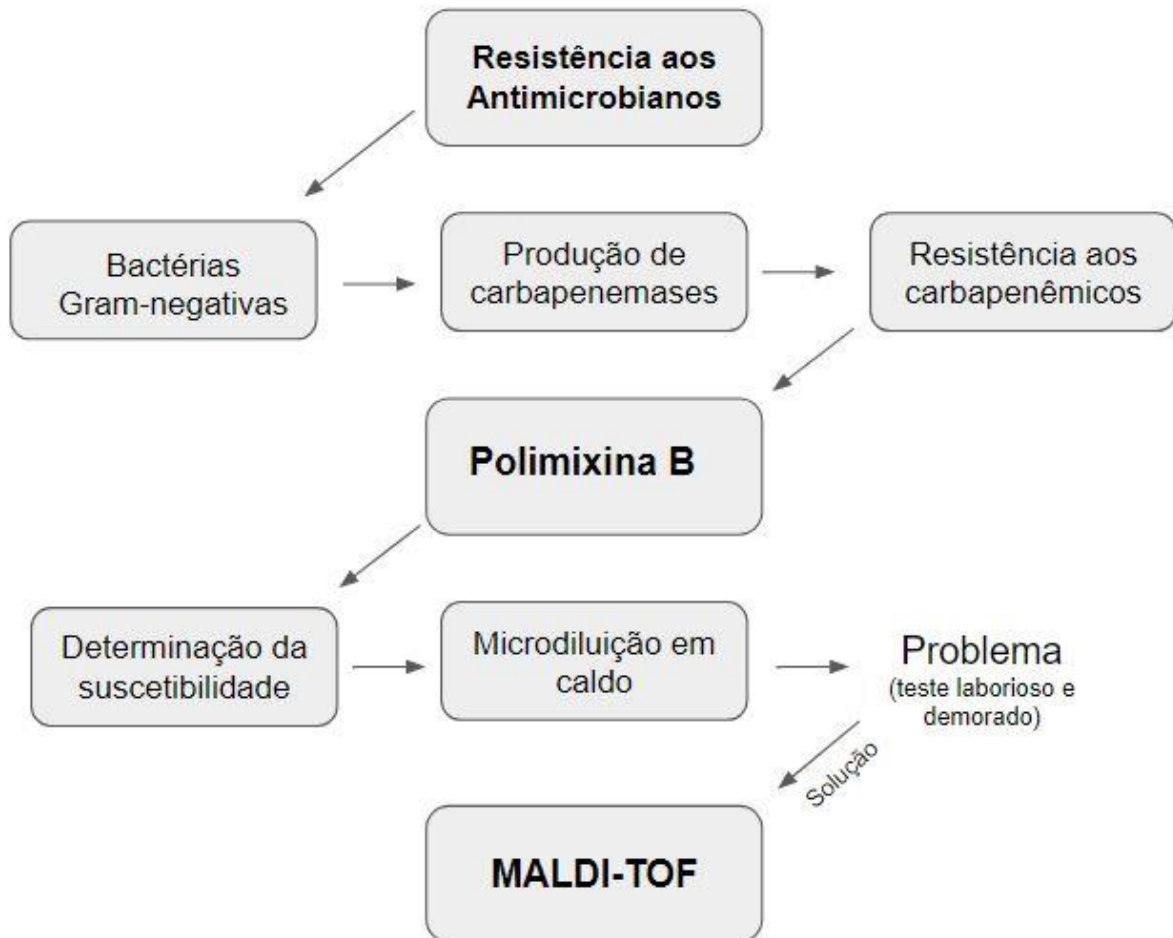 Resistência aos
Antimicrobianos
Bactérias
Gram-negativas
Produção de
carbapenemases
Resistência aos
carbapenêmicos
Polimixina B
Determinação da
suscetibilidade
Microdiluição em
caldo
Problema
(teste laborioso e
demorado)
Solução
MALDI-TOF